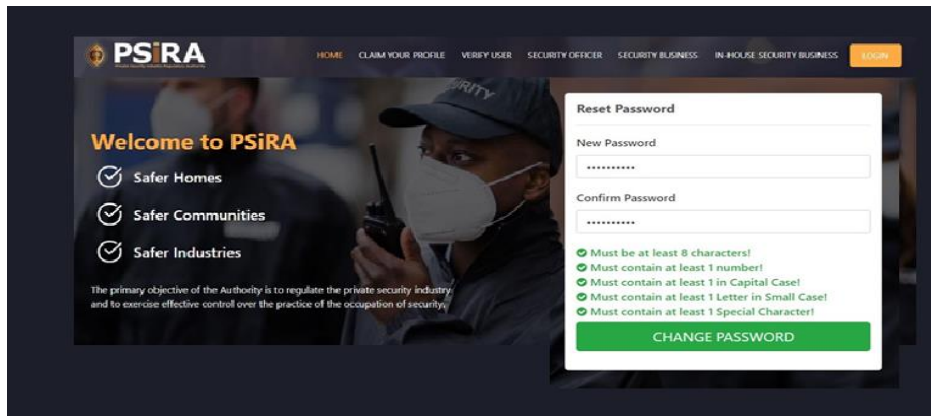 PSiRA
HOME CLAIM YOUR PROFILE VERIFY USER SECURITY OFFICER SECURITY BUSINESS IN-HOUSE SECURITY BUSINESS LOGIN
Welcome to PSiRA
Safer Homes
Safer Communities
Safer Industries
The primary objective of the Authority is to regulate the private security industry
and to exercise effective control over the practice of the occupation of security,
Reset Password
New Password
Confirm Password
Must be at least 8 characters!
Must contain at least 1 number!
Must contain at least 1 in Capital Case!
Must contain at least 1 Letter in Small Case!
Must contain at least 1 Special Character!
CHANGE PASSWORD